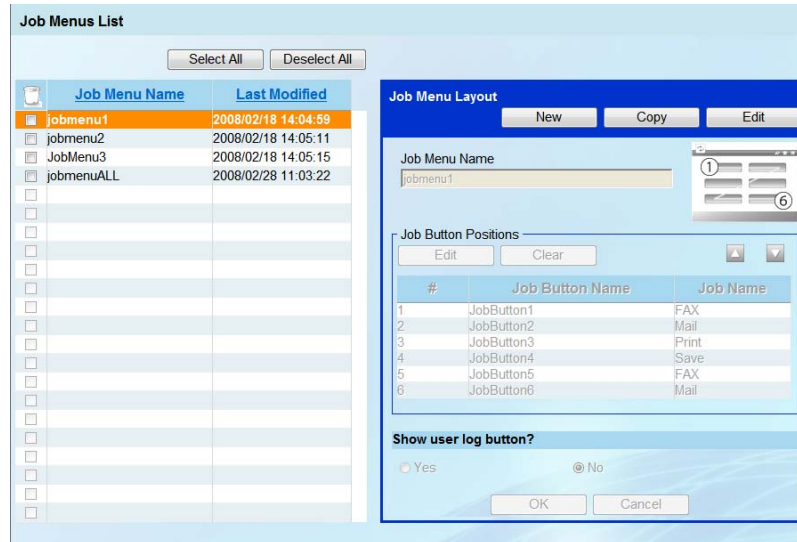 Job Menus List
Select All Deselect All
Job Menu Name Last Modified
jobmenu1 2008/02/18 14:04:59
jobmenu2 2008/02/18 14:05:11
JobMenu3 2008/02/18 14:05:15
jobmenuALL 2008/02/28 11:03:22
Job Menu Layout
New Copy Edit
Job Menu Name
jobmenu1
1
6
Job Button Positions
Edit Clear
# Job Button Name Job Name
1 JobButton1 FAX
2 JobButton2 Mail
3 JobButton3 Print
4 JobButton4 Save
5 JobButton5 FAX
6 JobButton6 Mail
Show user log button?
Yes No
OK Cancel